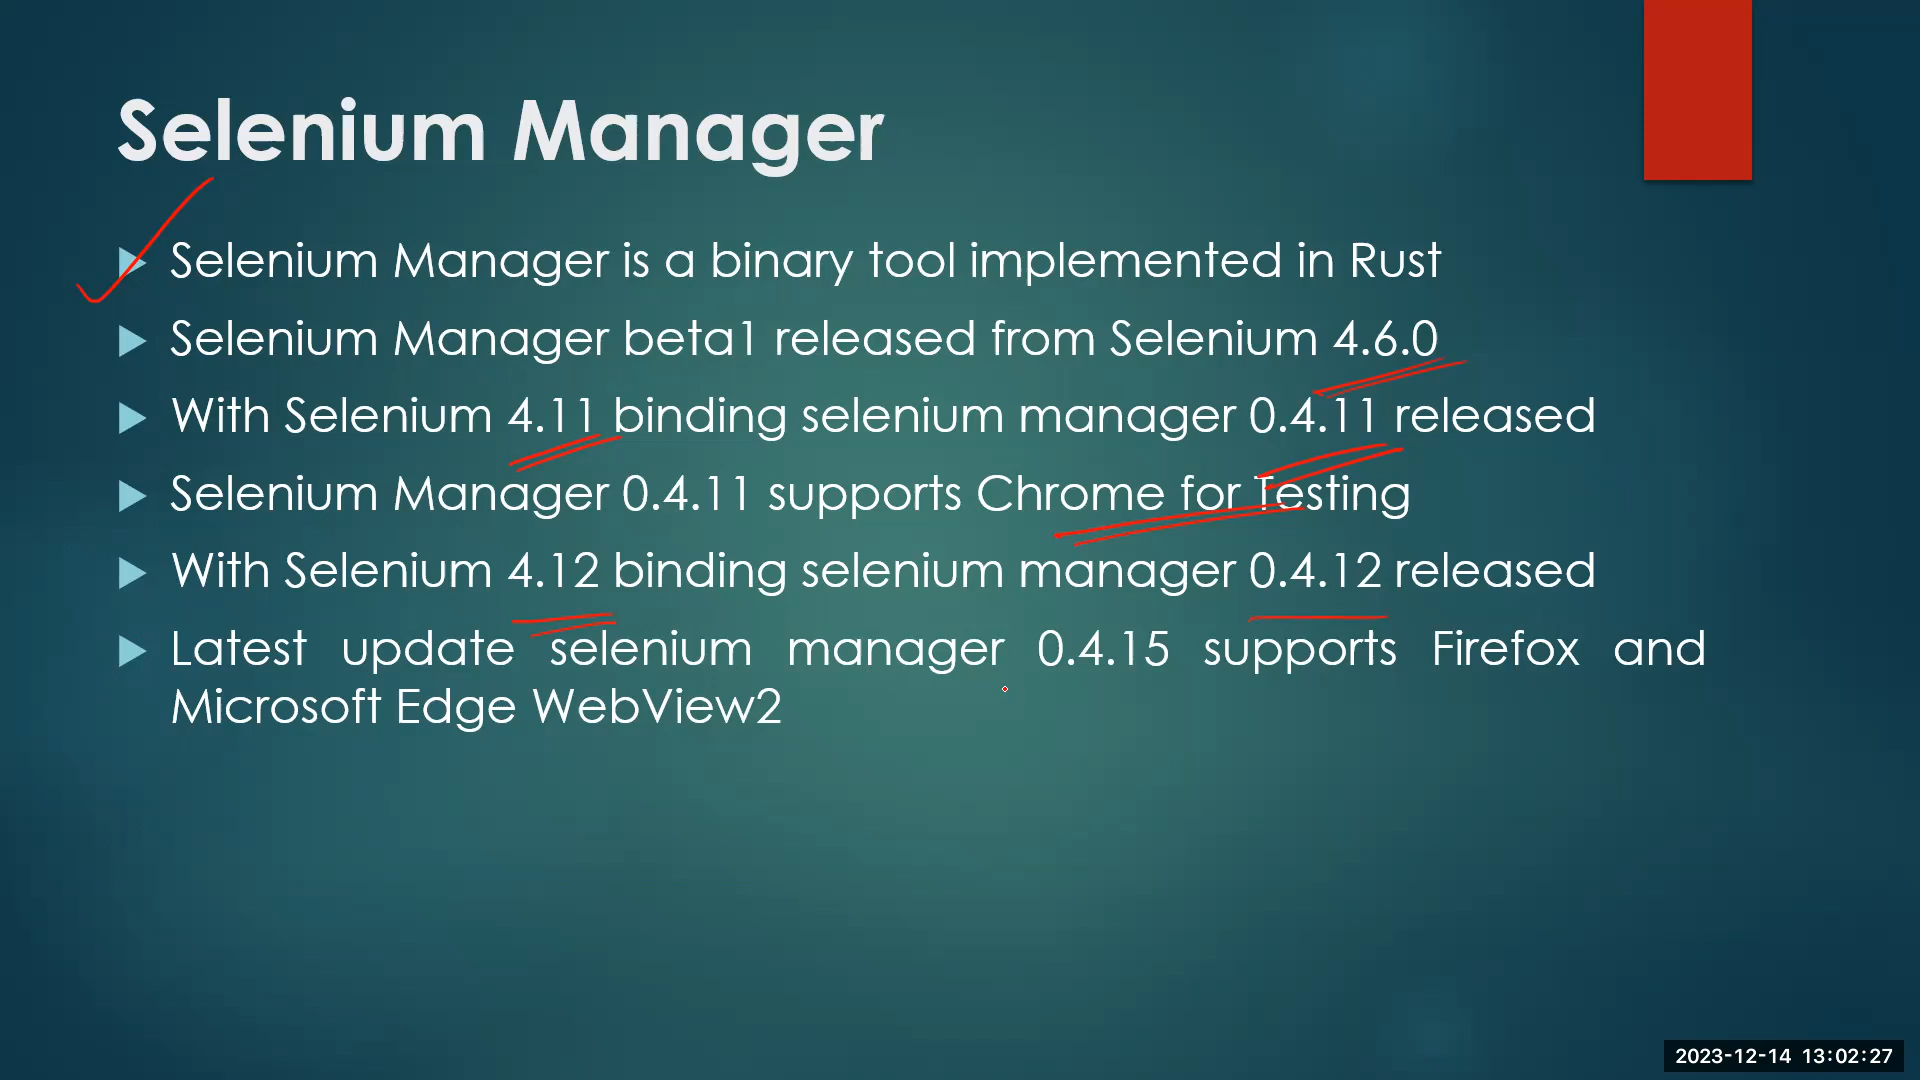 Selenium Manager
Selenium Manager is a binary tool implemented in Rust
Selenium Manager beta1 released from Selenium 4.6.0
With Selenium 4.11 binding selenium manager 0.4.11 released
Selenium Manager 0.4.11 supports Chrome for Testing
With Selenium 4.12 binding selenium manager 0.4.12 released
Latest update selenium manager 0.4.15 supports Firefox and
Microsoft Edge WebView2
2023-12-14 13:02:27